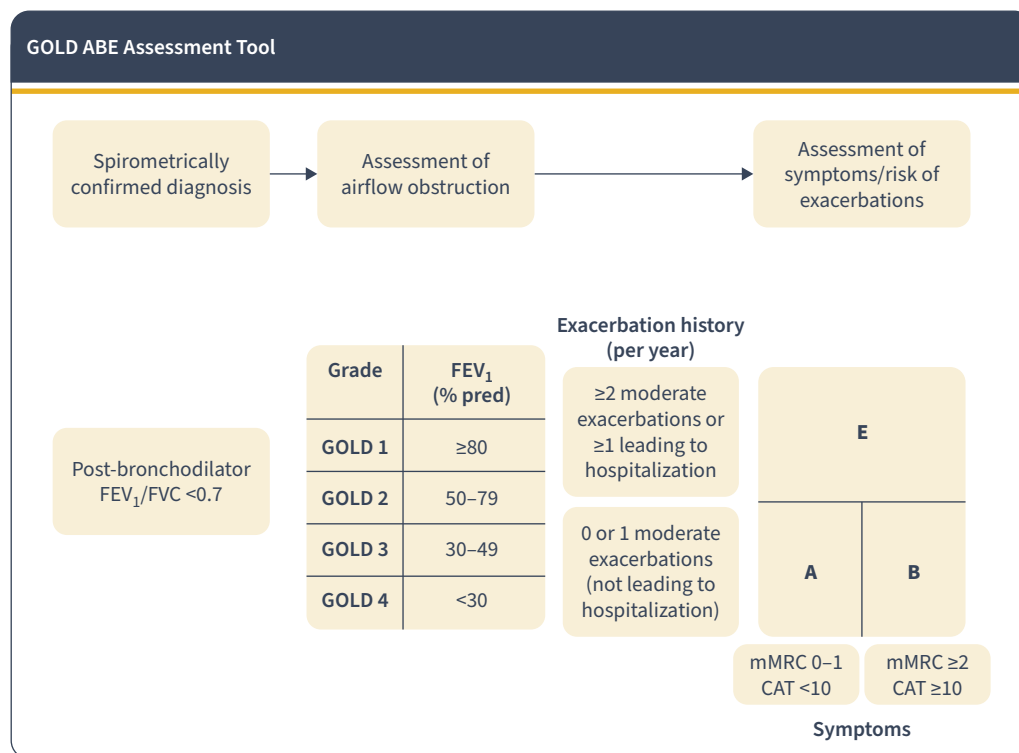 GOLD ABE Assessment Tool
Spirometrically
confirmed diagnosis
Assessment of
airflow obstruction
Assessment of
symptoms/risk of
exacerbations
Post-bronchodilator
FEV₁/FVC <0.7
Grade
FEV₁
(% pred)
GOLD 1
≥80
GOLD 2
50–79
GOLD 3
30–49
GOLD 4
<30
Exacerbation history
(per year)
≥2 moderate
exacerbations or
≥1 leading to
hospitalization
0 or 1 moderate
exacerbations
(not leading to
hospitalization)
E
A
B
mMRC 0–1
CAT <10
mMRC ≥2
CAT ≥10
Symptoms